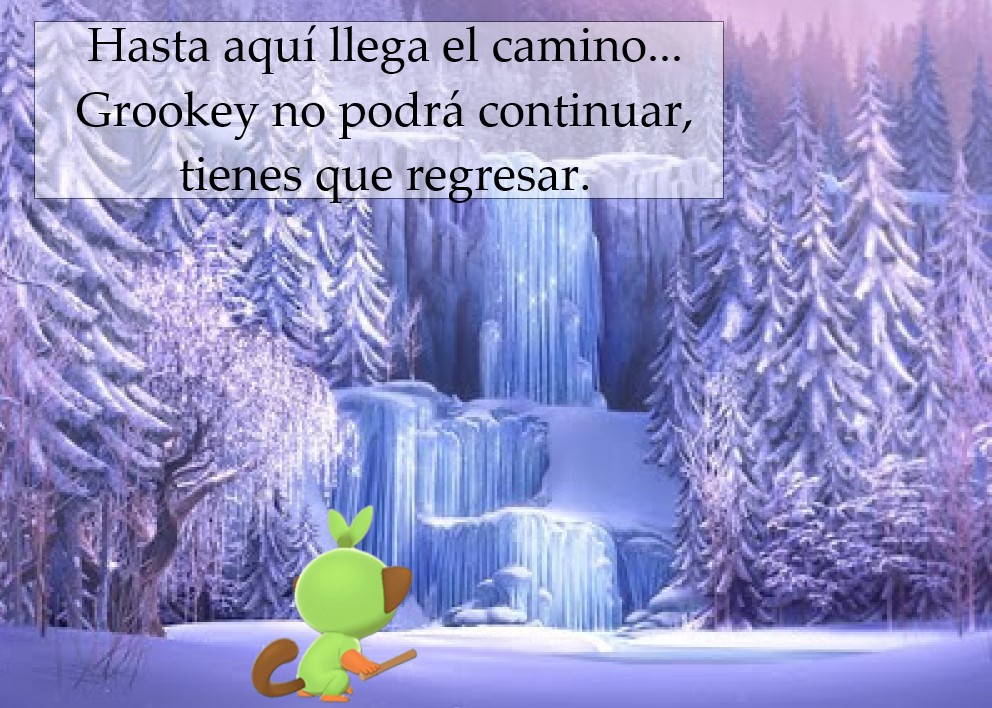 Hasta aquí llega el camino...
Grookey no podrá continuar,
tienes que regresar.